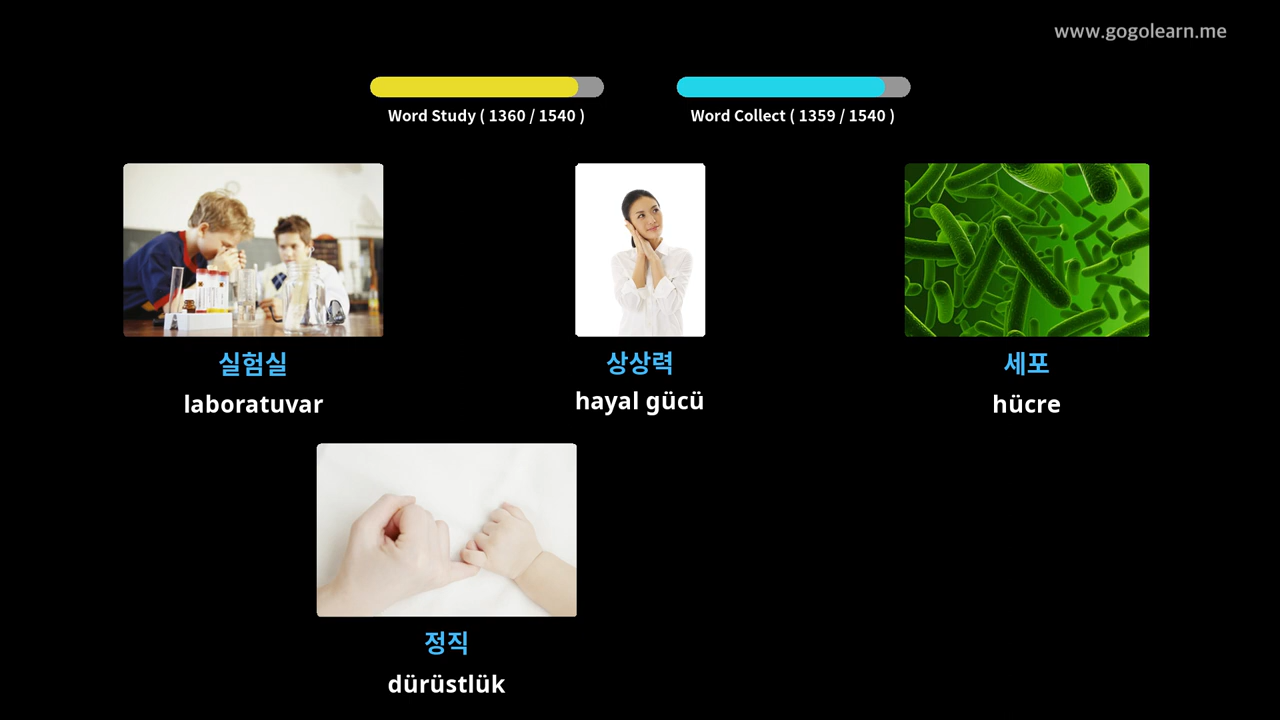 www.gogolearn.me
Word Study ( 1360 / 1540 )
Word Collect ( 1359 / 1540 )
실험실
laboratuvar
상상력
hayal gücü
세포
hücre
정직
dürüstlük